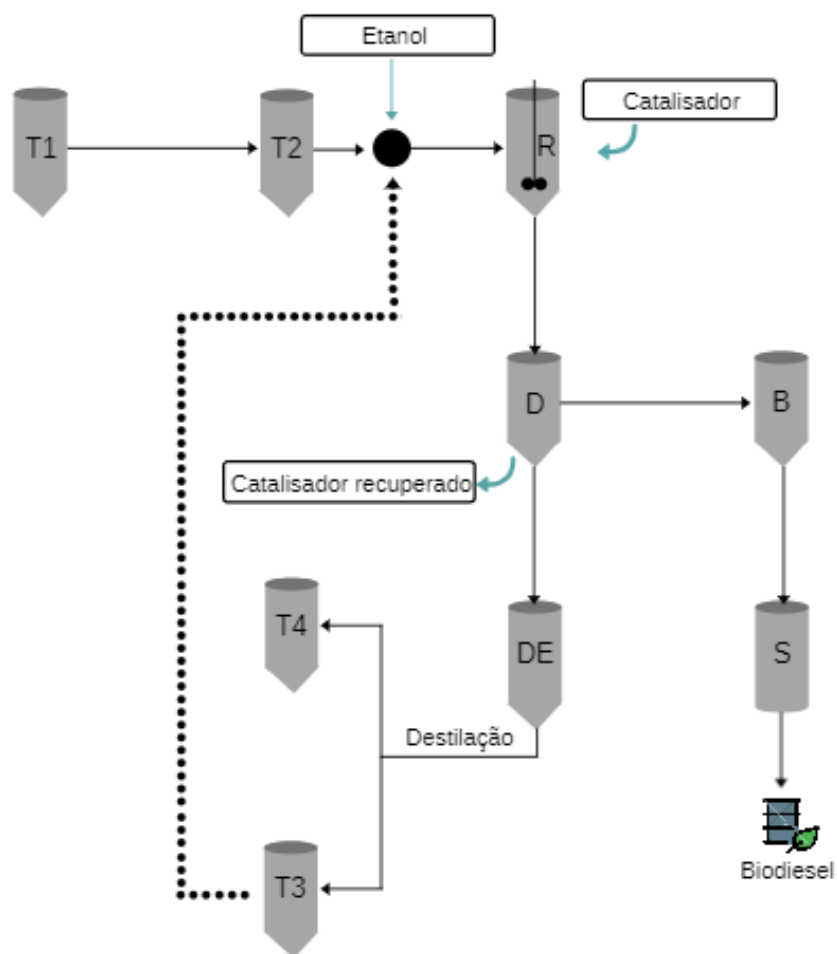 Etanol
Catalisador
T1
T2
R
D
B
Catalisador recuperado
T4
DE
S
Destilação
T3
Biodiesel